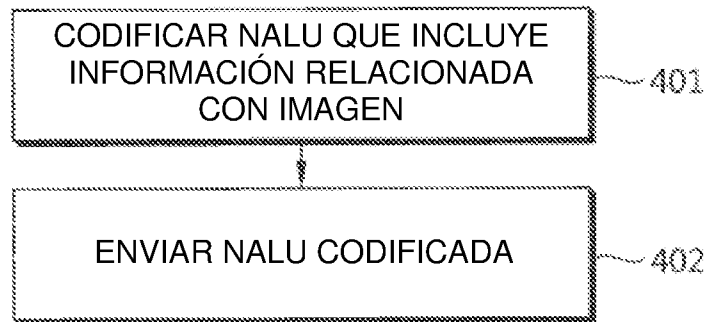 CODIFICAR NALU QUE INCLUYE
INFORMACIÓN RELACIONADA
CON IMAGEN
401
ENVIAR NALU CODIFICADA
402